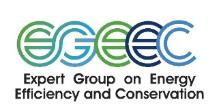 EGEEC
Expert Group on Energy
Efficiency and Conservation